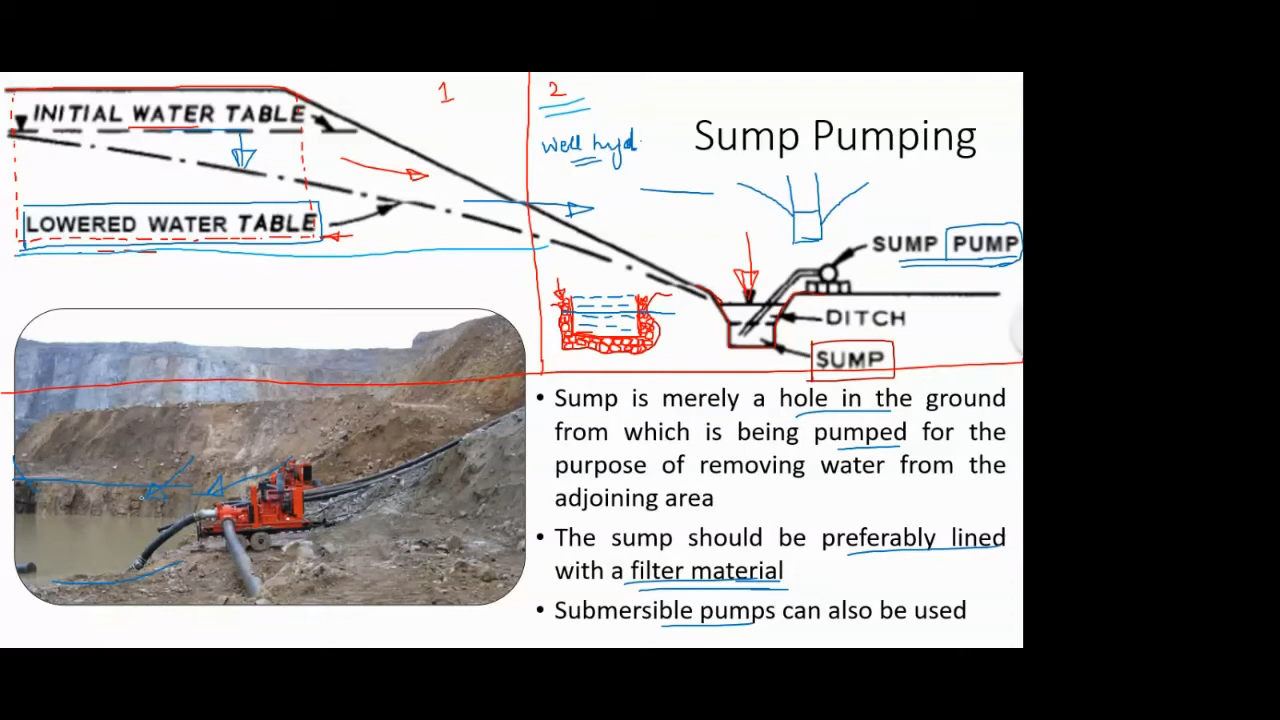 1
2
INITIAL WATER TABLE
well hyd.
Sump Pumping
LOWERED WATER TABLE
SUMP PUMP
DITCH
SUMP
• Sump is merely a hole in the ground
from which is being pumped for the
purpose of removing water from the
adjoining area
• The sump should be preferably lined
with a filter material
• Submersible pumps can also be used